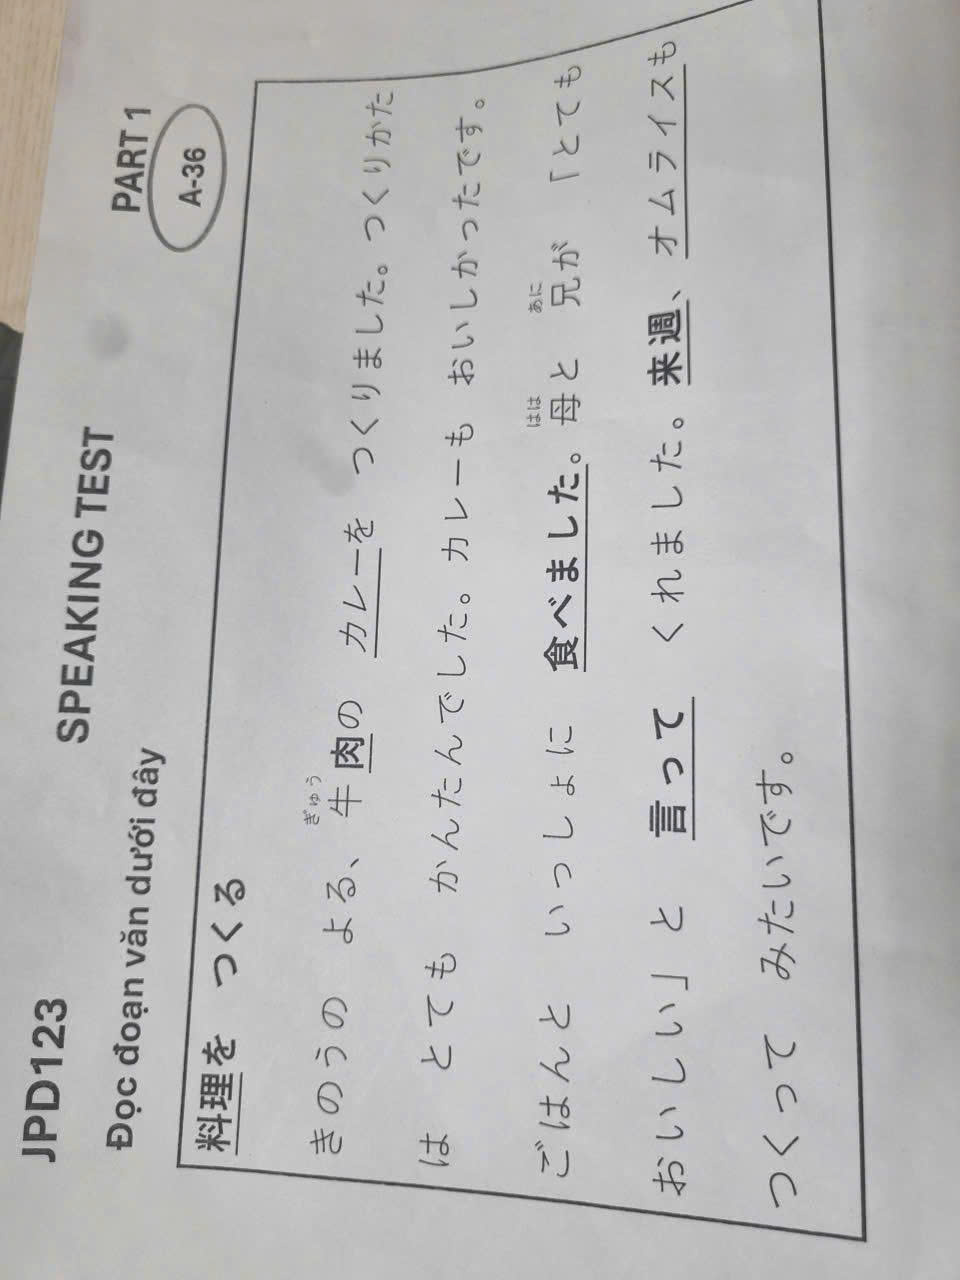 JPD123
SPEAKING TEST
PART 1
Đọc đoạn văn dưới đây
A-36
料理を つくる
きのうの よる、牛肉の カレーを つくりました。つくりかた
ぎゅう
は とても かんたんでした。カレーも おいしかったです。
ごはんと いっしょに 食べました。母と 兄が 「とても
はは あに
おいしい」と 言って くれました。来週、オムライスも
つくって みたいです。